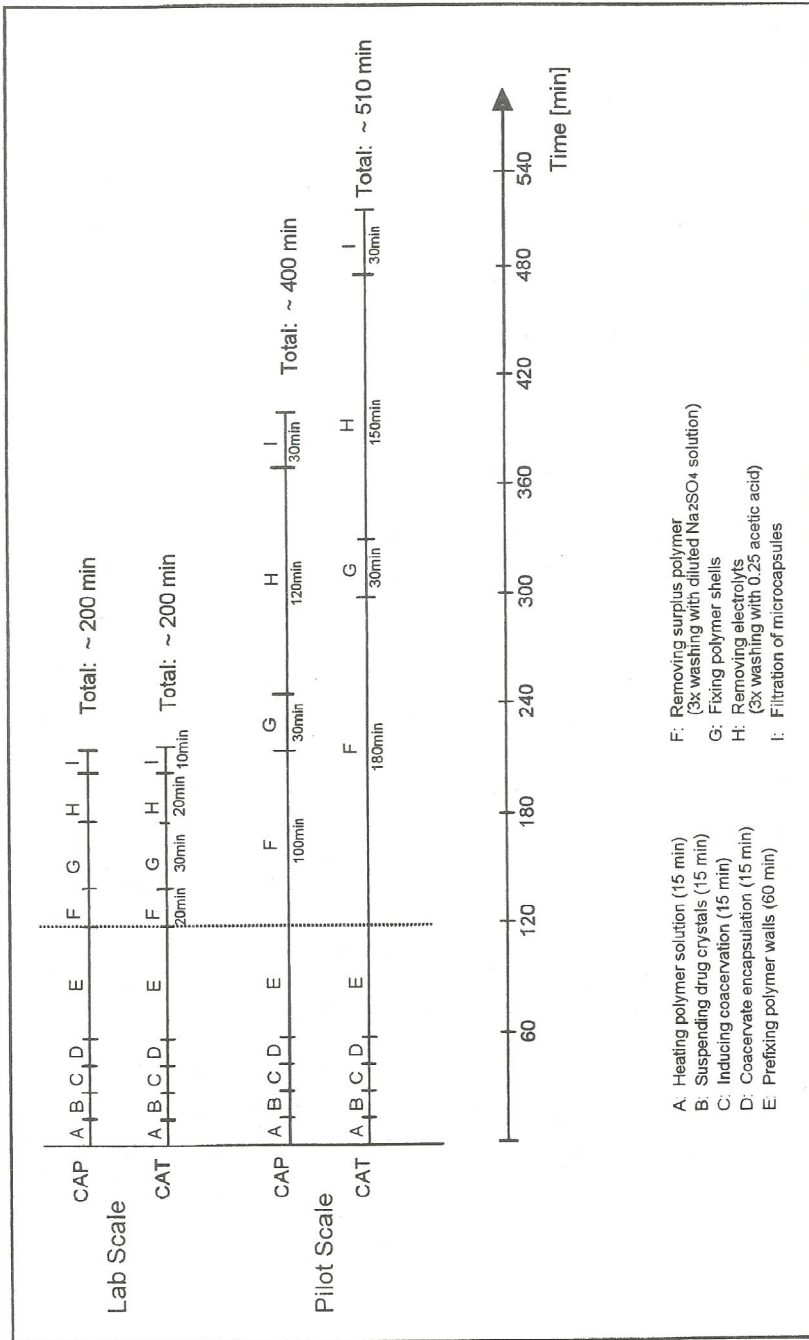 Lab Scale
CAP
A B C D E F G H I
Total: ~ 200 min
CAT
A B C D E F G H I
20min 30min 20min 10min
Total: ~ 200 min
Pilot Scale
CAP
A B C D E F G H I
100min 30min 120min 30min
Total: ~ 400 min
CAT
A B C D E F G H I
180min 30min 150min 30min
Total: ~ 510 min
60 120 180 240 300 360 420 480 540
Time [min]
A: Heating polymer solution (15 min)
B: Suspending drug crystals (15 min)
C: Inducing coacervation (15 min)
D: Coacervate encapsulation (15 min)
E: Prefixing polymer walls (60 min)
F: Removing surplus polymer
(3x washing with diluted Na2SO4 solution)
G: Fixing polymer shells
H: Removing electrolyts
(3x washing with 0.25 acetic acid)
I: Filtration of microcapsules